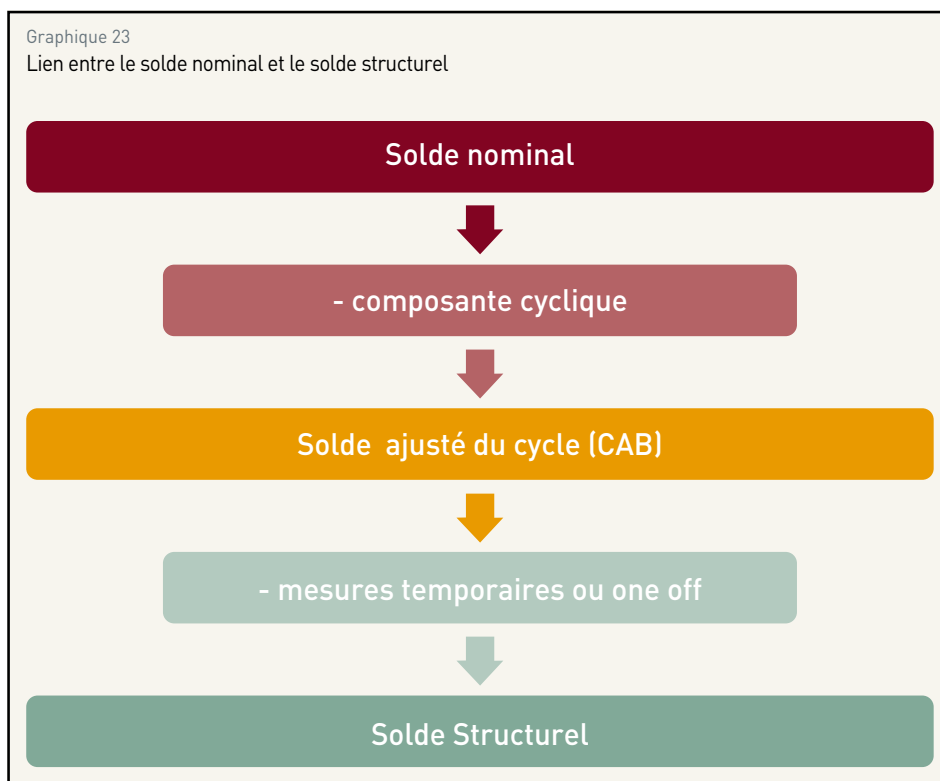 Graphique 23
Lien entre le solde nominal et le solde structurel
Solde nominal
- composante cyclique
Solde ajusté du cycle (CAB)
- mesures temporaires ou one off
Solde Structurel